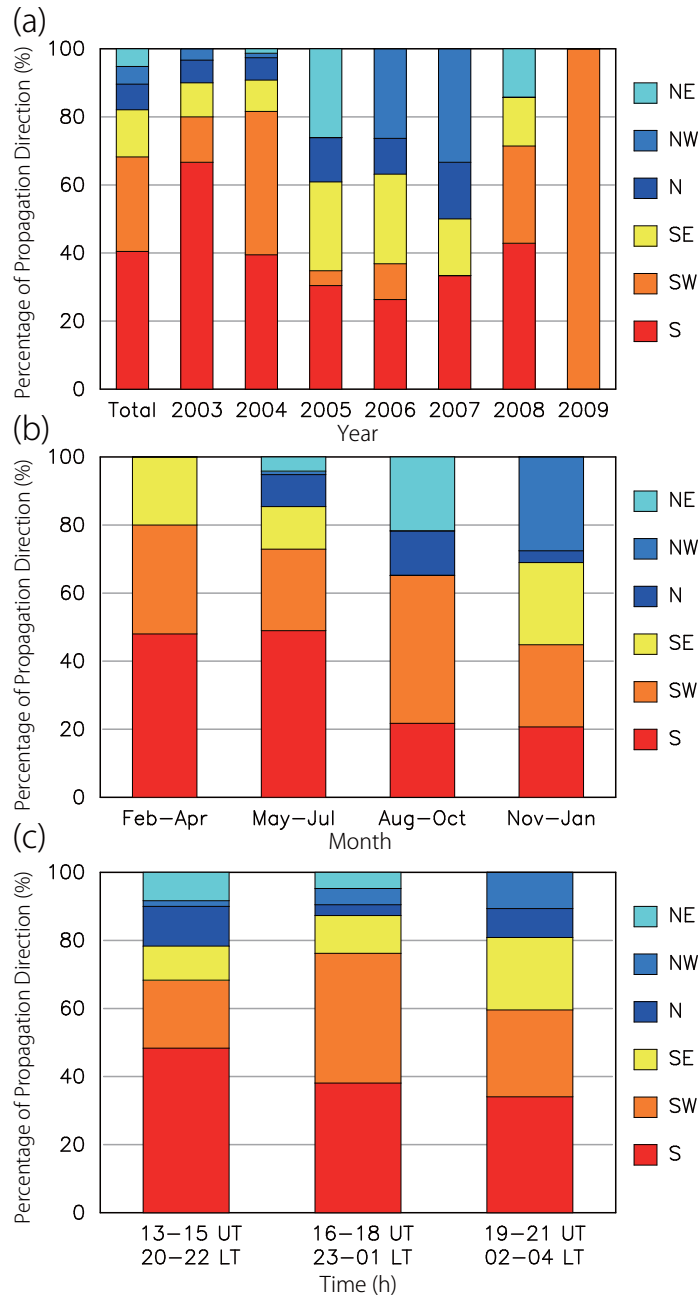 (a)
Percentage of Propagation Direction (%)
100
80
60
40
20
0
Total 2003 2004 2005 2006 2007 2008 2009
Year
NE
NW
N
SE
SW
S
(b)
Percentage of Propagation Direction (%)
100
80
60
40
20
0
Feb–Apr May–Jul Aug–Oct Nov–Jan
Month
NE
NW
N
SE
SW
S
(c)
Percentage of Propagation Direction (%)
100
80
60
40
20
0
13–15 UT 16–18 UT 19–21 UT
20–22 LT 23–01 LT 02–04 LT
Time (h)
NE
NW
N
SE
SW
S